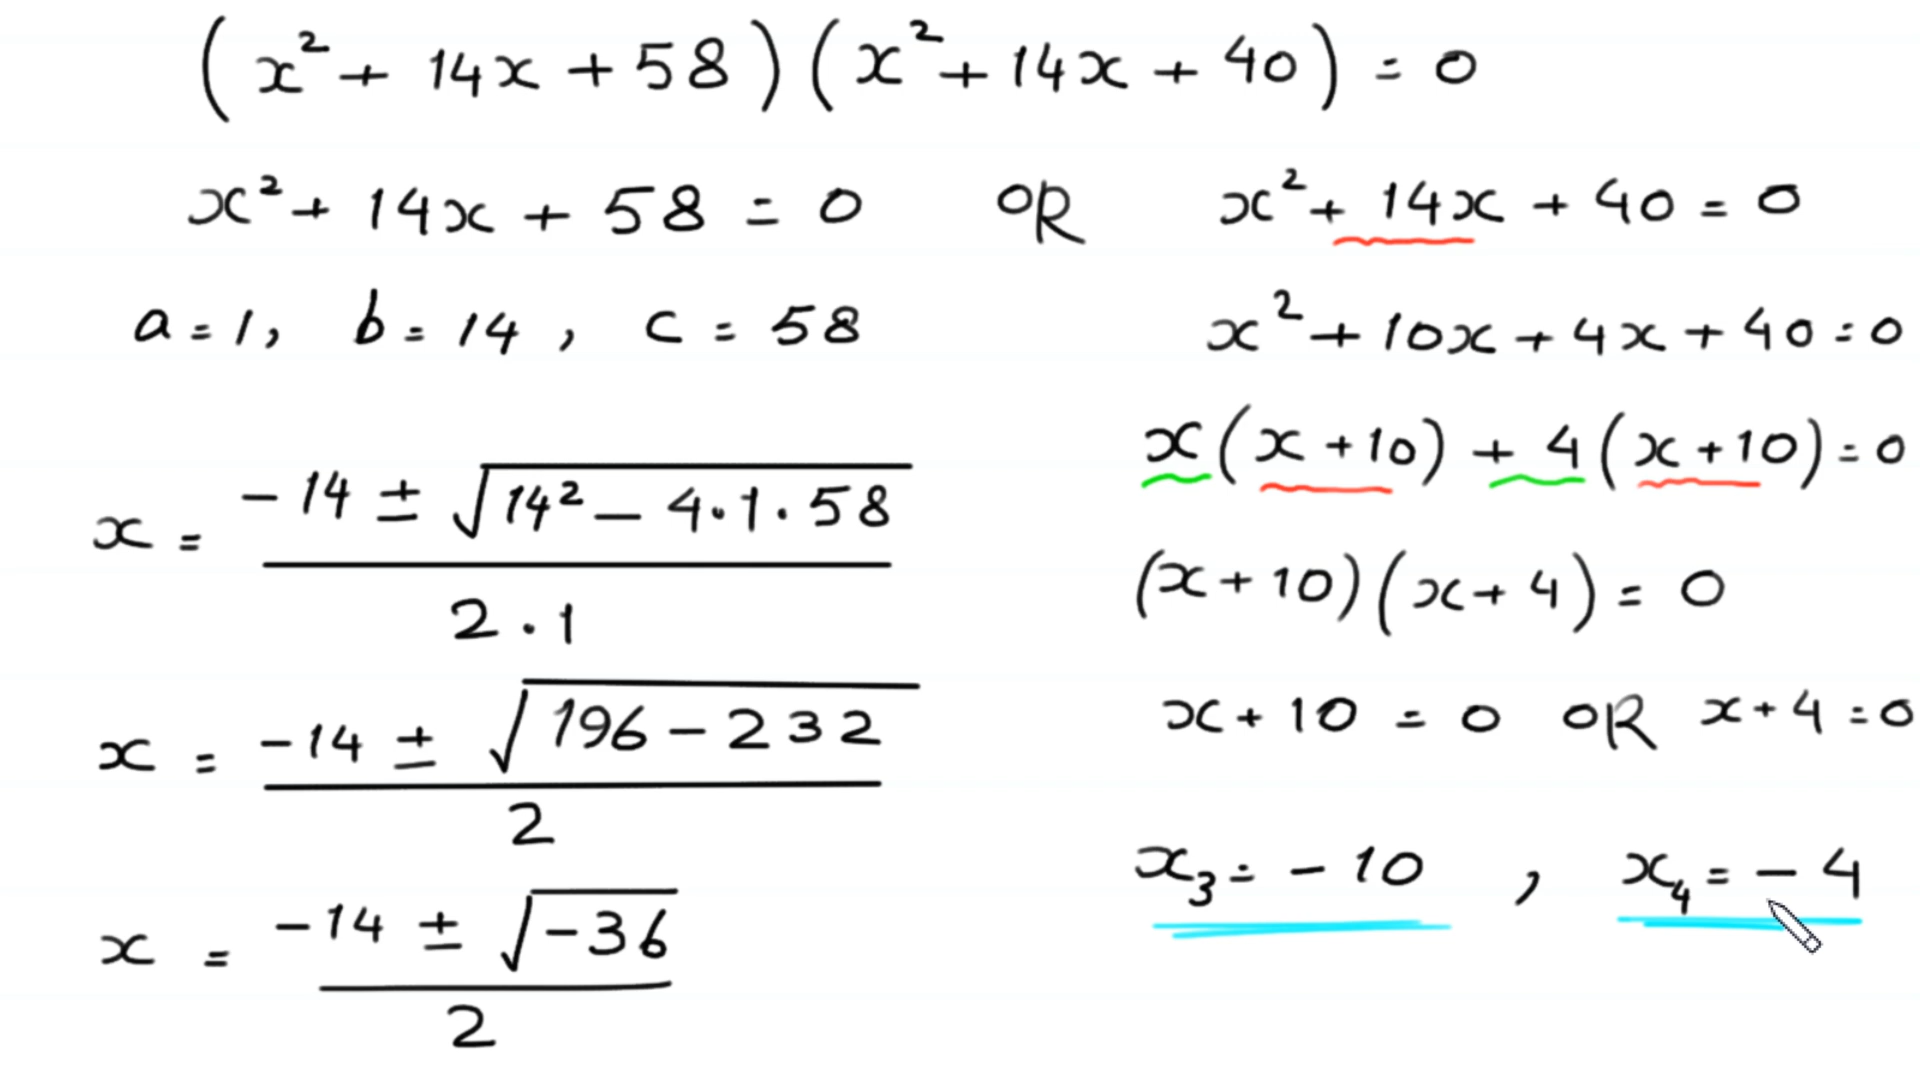 (x² + 14x + 58)(x² + 14x + 40) = 0
x² + 14x + 58 = 0 OR x² + 14x + 40 = 0
a = 1, b = 14, c = 58
x = (-14 ± √(14² - 4·1·58)) / (2·1)
x = (-14 ± √(196 - 232)) / 2
x = (-14 ± √(-36)) / 2
x² + 10x + 4x + 40 = 0
x(x + 10) + 4(x + 10) = 0
(x + 10)(x + 4) = 0
x + 10 = 0 OR x + 4 = 0
x₃ = -10 , x₄ = -4